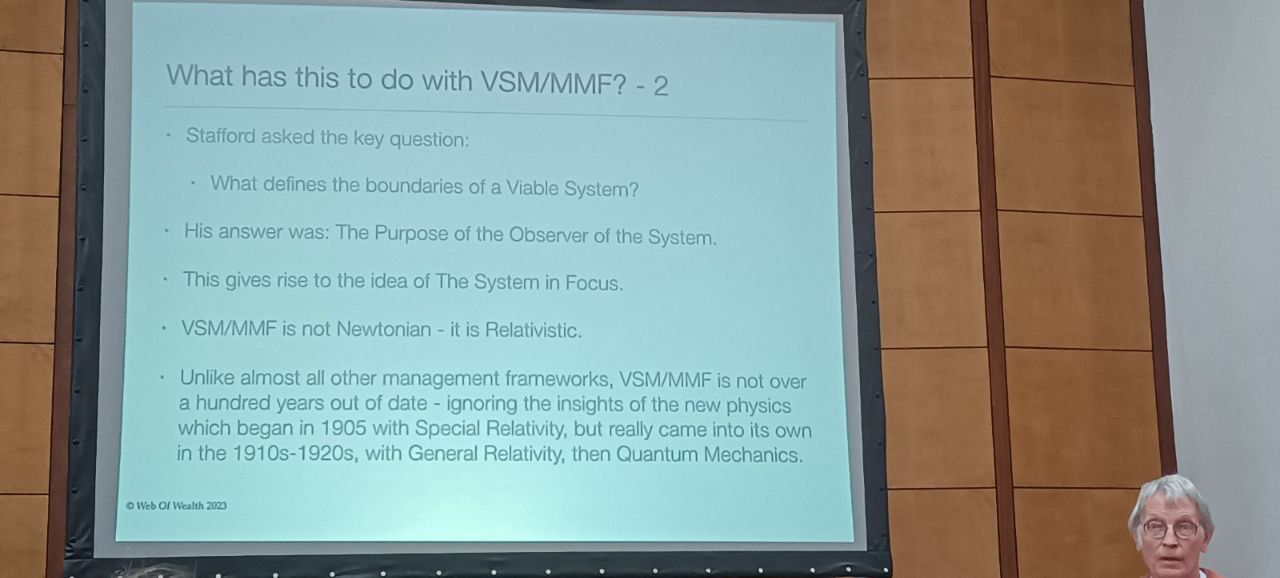 What has this to do with VSM/MMF? - 2
· Stafford asked the key question:
· What defines the boundaries of a Viable System?
· His answer was: The Purpose of the Observer of the System.
· This gives rise to the idea of The System in Focus.
· VSM/MMF is not Newtonian - it is Relativistic.
· Unlike almost all other management frameworks, VSM/MMF is not over
a hundred years out of date - ignoring the insights of the new physics
which began in 1905 with Special Relativity, but really came into its own
in the 1910s-1920s, with General Relativity, then Quantum Mechanics.
© Web Of Wealth 2023